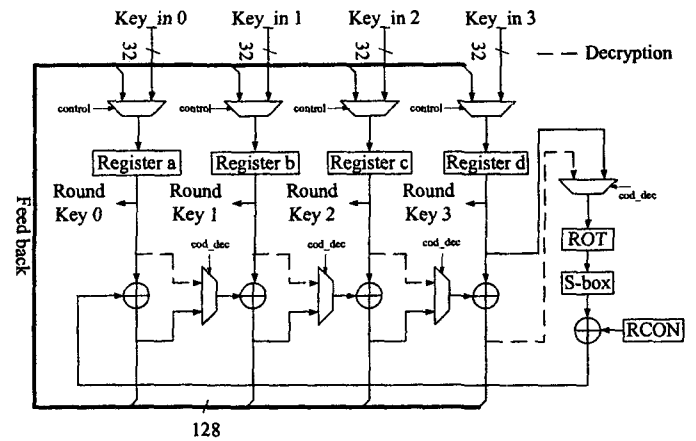 Key_in 0
Key_in 1
Key_in 2
Key_in 3
32
32
32
32
Decryption
control
control
control
control
Register a
Register b
Register c
Register d
Round
Key 0
Round
Key 1
Round
Key 2
Round
Key 3
cod_dec
ROT
Feed back
cod_dec
cod_dec
cod_dec
S-box
RCON
128